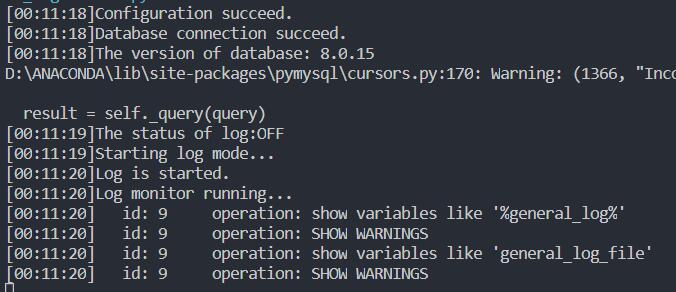 [00:11:18]Configuration succeed.
[00:11:18]Database connection succeed.
[00:11:18]The version of database: 8.0.15
D:\ANACONDA\lib\site-packages\pymysql\cursors.py:170: Warning: (1366, "Inco
result = self._query(query)
[00:11:19]The status of log:OFF
[00:11:19]Starting log mode...
[00:11:20]Log is started.
[00:11:20]Log monitor running...
[00:11:20]   id: 9     operation: show variables like '%general_log%'
[00:11:20]   id: 9     operation: SHOW WARNINGS
[00:11:20]   id: 9     operation: show variables like 'general_log_file'
[00:11:20]   id: 9     operation: SHOW WARNINGS